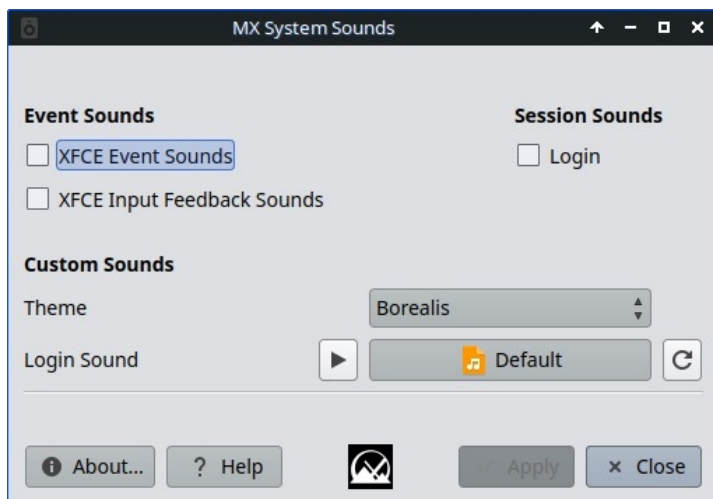 MX System Sounds
Event Sounds
Session Sounds
XFCE Event Sounds
Login
XFCE Input Feedback Sounds
Custom Sounds
Theme
Borealis
Login Sound
Default
About...
? Help
Apply
Close